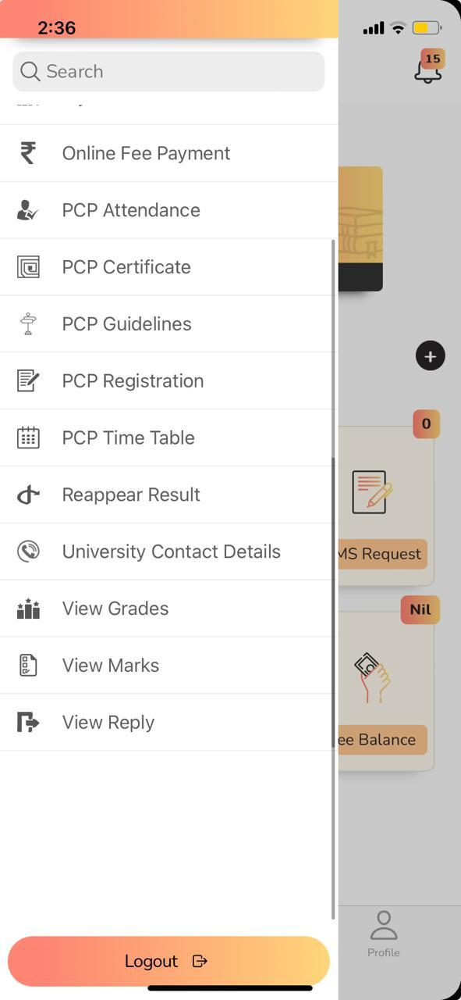 2:36
15
Search
Online Fee Payment
PCP Attendance
PCP Certificate
PCP Guidelines
PCP Registration
0
PCP Time Table
Reappear Result
University Contact Details
MS Request
View Grades
Nil
View Marks
View Reply
ee Balance
Profile
Logout